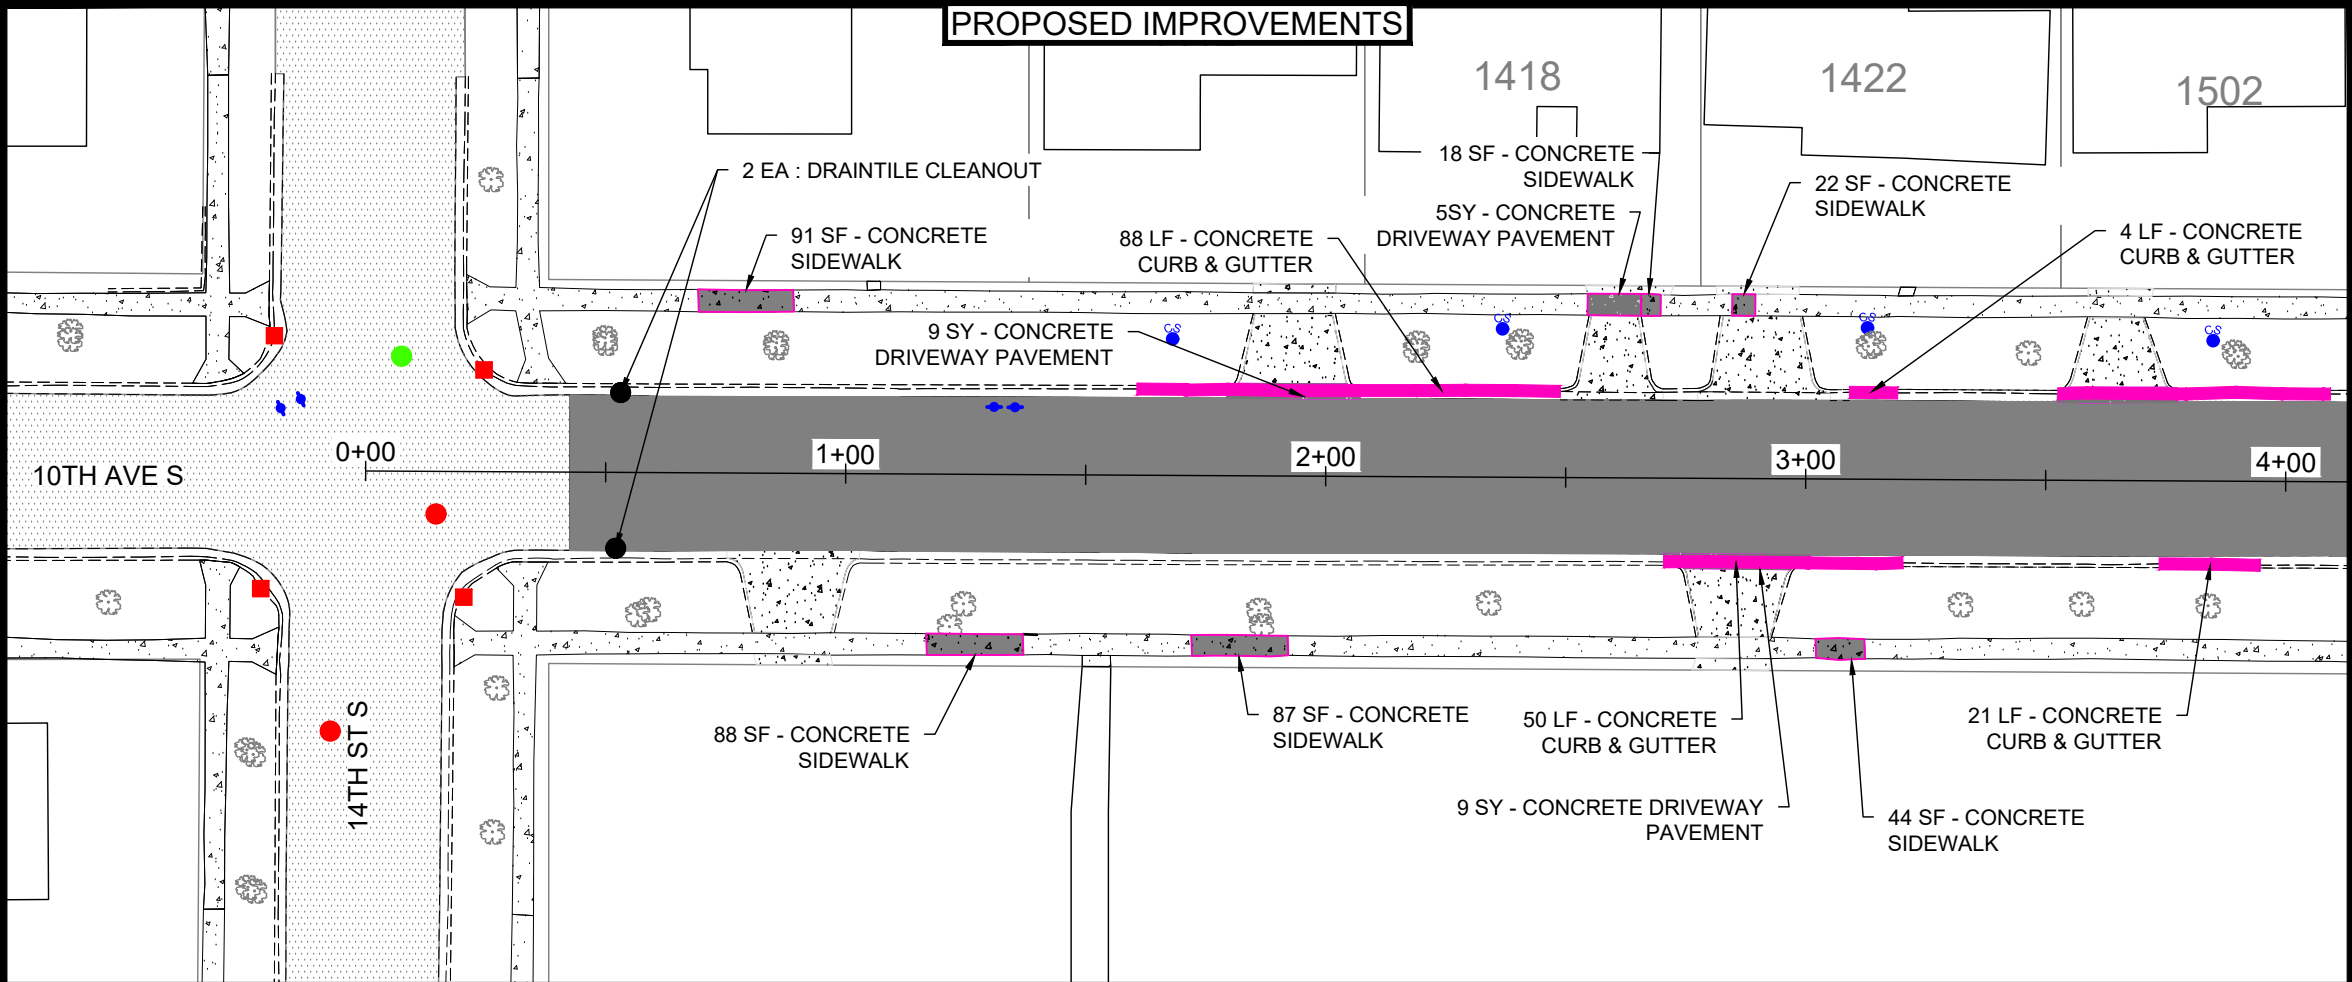 PROPOSED IMPROVEMENTS
1418
1422
1502
2 EA : DRAINTILE CLEANOUT
18 SF - CONCRETE
SIDEWALK
22 SF - CONCRETE
SIDEWALK
5SY - CONCRETE
DRIVEWAY PAVEMENT
91 SF - CONCRETE
SIDEWALK
88 LF - CONCRETE
CURB & GUTTER
4 LF - CONCRETE
CURB & GUTTER
9 SY - CONCRETE
DRIVEWAY PAVEMENT
CS
CS
CS
CS
0+00
1+00
2+00
3+00
4+00
10TH AVE S
14TH ST S
88 SF - CONCRETE
SIDEWALK
87 SF - CONCRETE
SIDEWALK
50 LF - CONCRETE
CURB & GUTTER
21 LF - CONCRETE
CURB & GUTTER
9 SY - CONCRETE DRIVEWAY
PAVEMENT
44 SF - CONCRETE
SIDEWALK